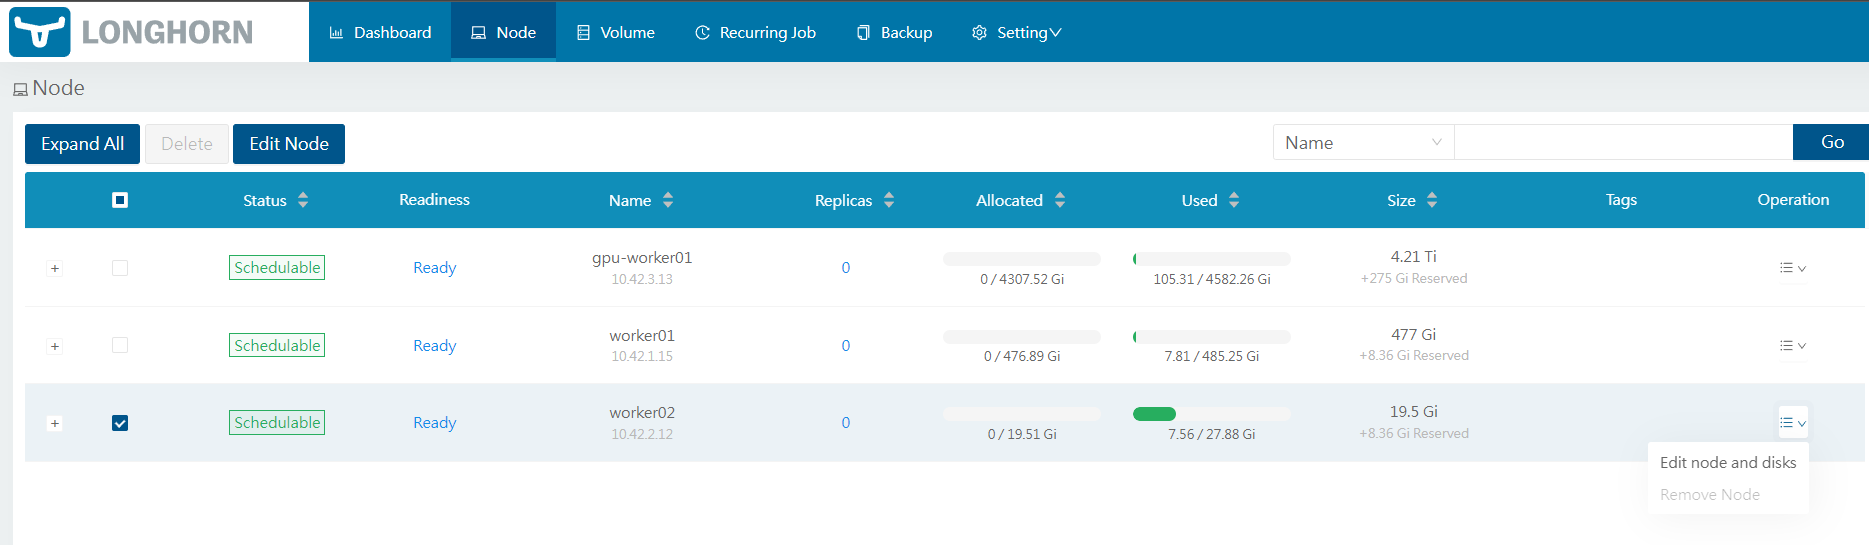 LONGHORN Dashboard Node Volume Recurring Job Backup Setting
Node
Expand All Delete Edit Node Name Go
Status Readiness Name Replicas Allocated Used Size Tags Operation
Schedulable Ready gpu-worker01 0 4.21 Ti
10.42.3.13 0 / 4307.52 Gi 105.31 / 4582.26 Gi +275 Gi Reserved
Schedulable Ready worker01 0 477 Gi
10.42.1.15 0 / 476.89 Gi 7.81 / 485.25 Gi +8.36 Gi Reserved
Schedulable Ready worker02 0 19.5 Gi
10.42.2.12 0 / 19.51 Gi 7.56 / 27.88 Gi +8.36 Gi Reserved
Edit node and disks
Remove Node